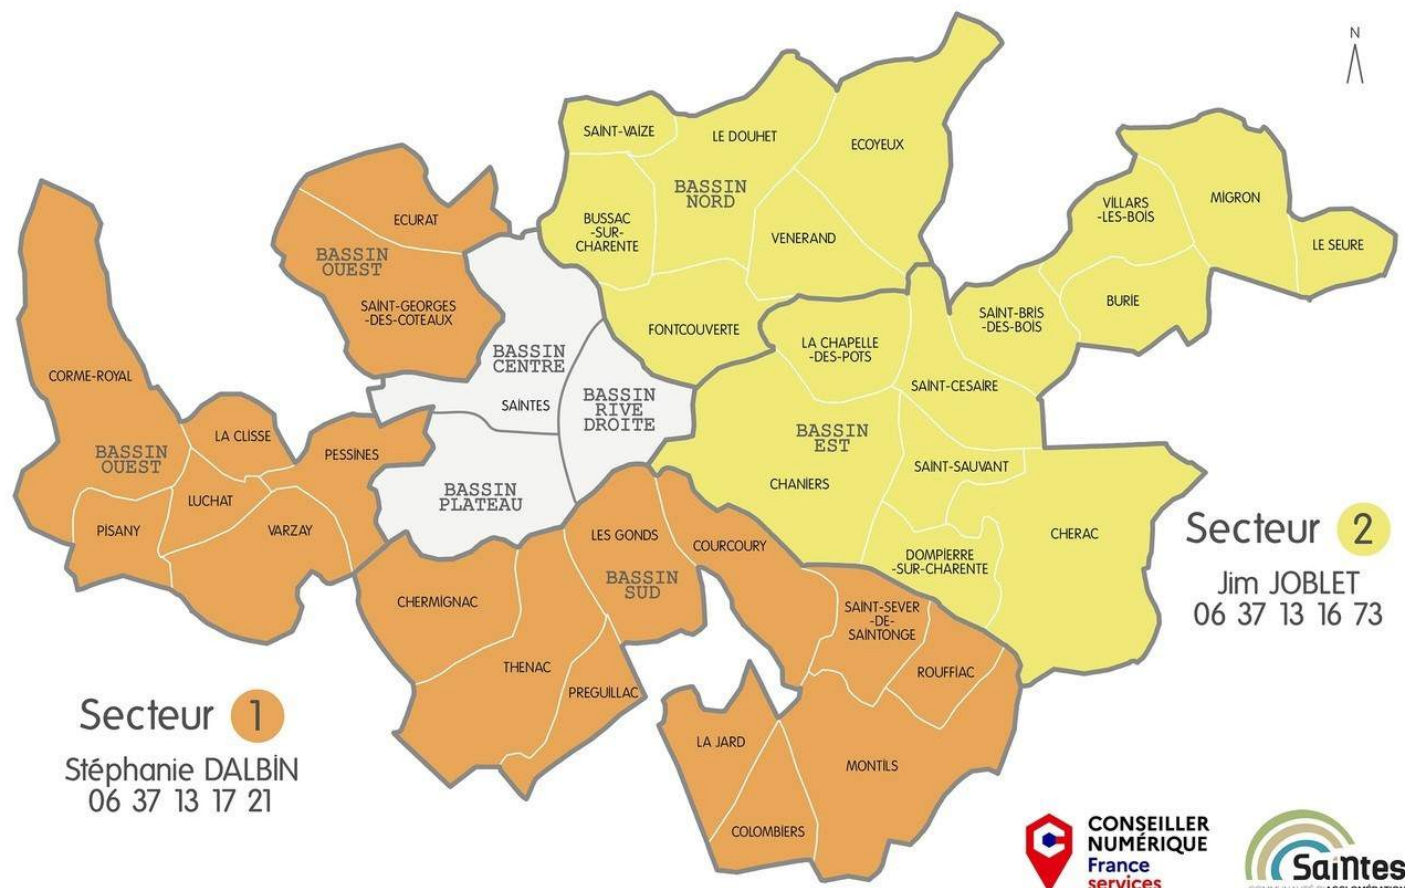 N
SAINT-VAIZE
LE DOUHET
ECOYEUX
BASSIN
NORD
BUSSAC
-SUR-
CHARENTE
VENERAND
FONTCOUVERTE
VILLARS
-LES-BOIS
MIGRON
LE SEURE
BURIE
SAINT-BRIS
-DES-BOIS
ECURAT
BASSIN
OUEST
SAINT-GEORGES
-DES-COTEAUX
LA CHAPELLE
-DES-POTS
SAINT-CESAIRE
BASSIN
CENTRE
SAINTES
BASSIN
RIVE
DROITE
BASSIN
EST
CORME-ROYAL
LA CLISSE
BASSIN
OUEST
PESSINES
LUCHAT
PISANY
VARZAY
BASSIN
PLATEAU
CHANIERS
SAINT-SAUVANT
CHERAC
DOMPIERRE
-SUR-CHARENTE
LES GONDS
COURCOURY
BASSIN
SUD
CHERMIGNAC
THENAC
PREGUILLAC
SAINT-SEVER
-DE-
SAINTONGE
ROUFFIAC
LA JARD
MONTILS
COLOMBIERS
Secteur 2
Jim JOBLET
06 37 13 16 73
Secteur 1
Stéphanie DALBIN
06 37 13 17 21
CONSEILLER
NUMÉRIQUE
France
services
Saintes